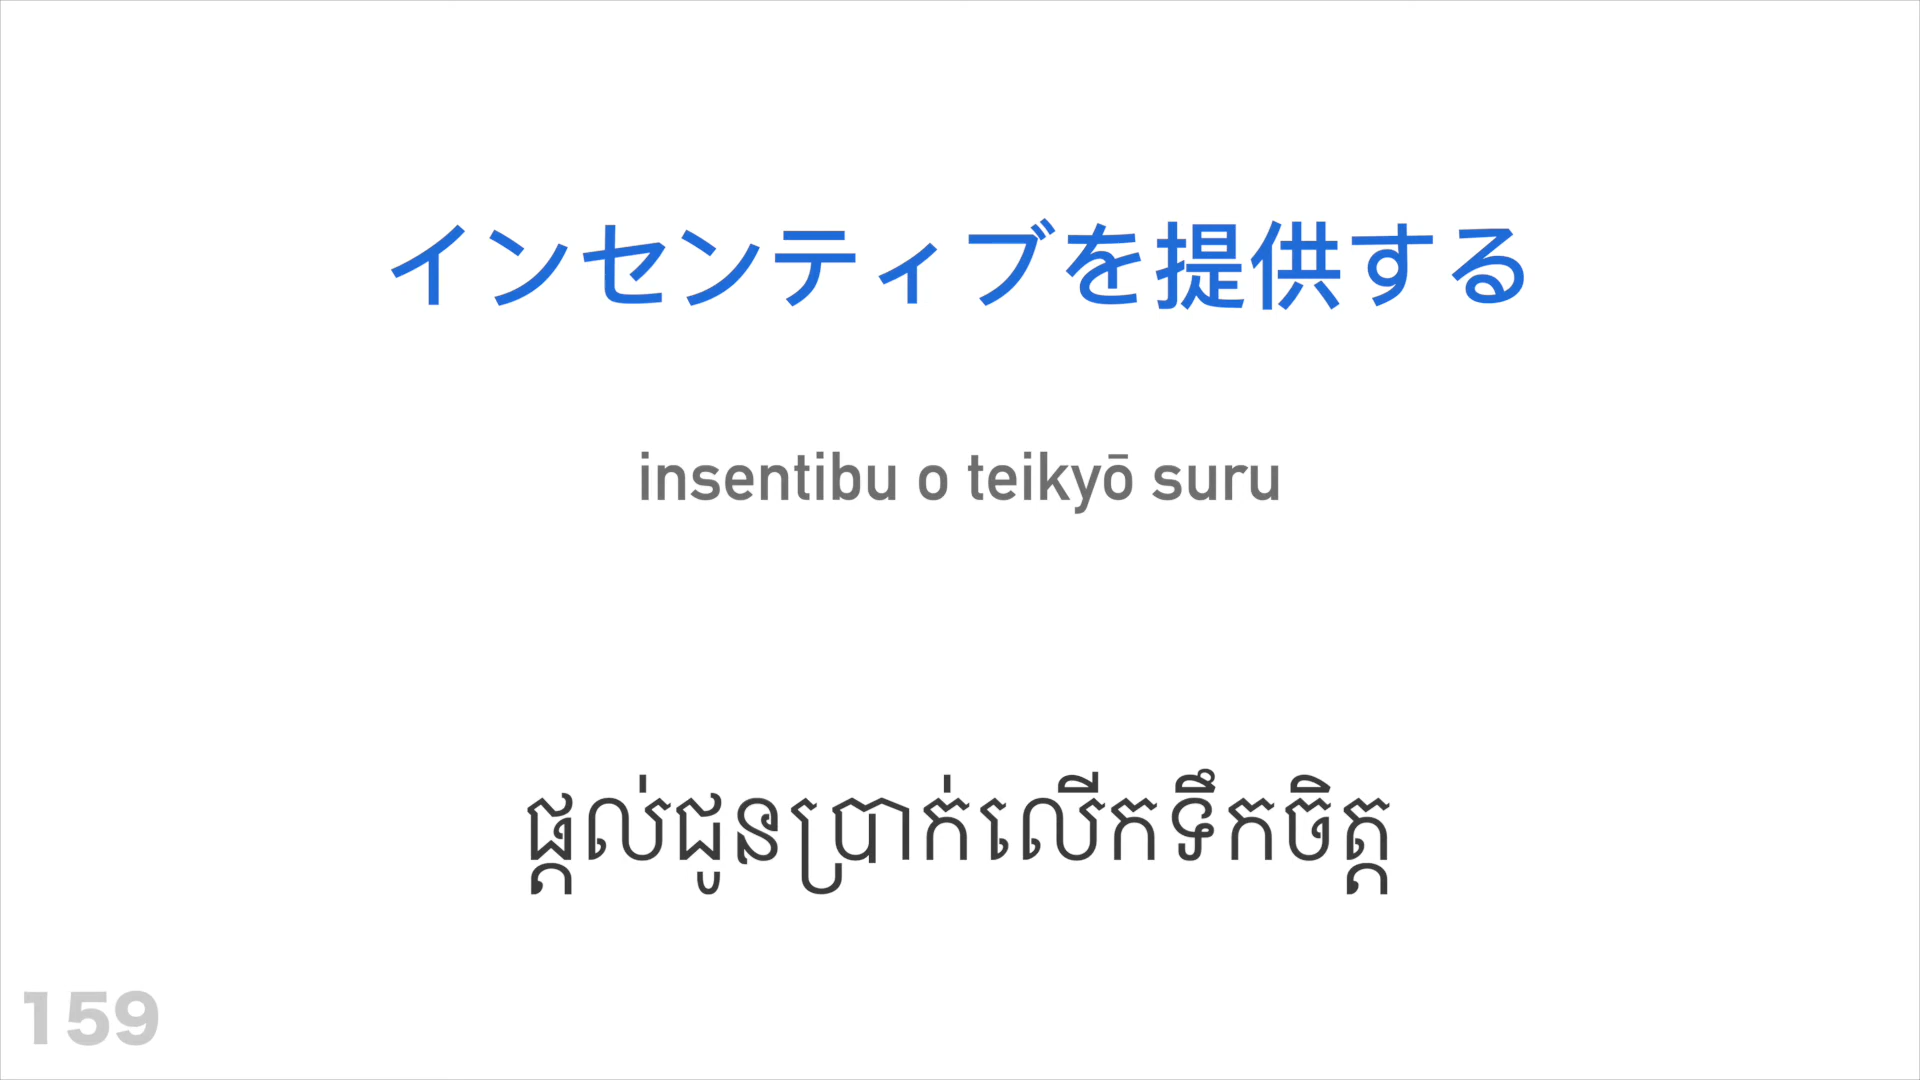 インセンティブを提供する
insentibu o teikyō suru
ផ្តល់ជូនប្រាក់លើកទឹកចិត្ត
159